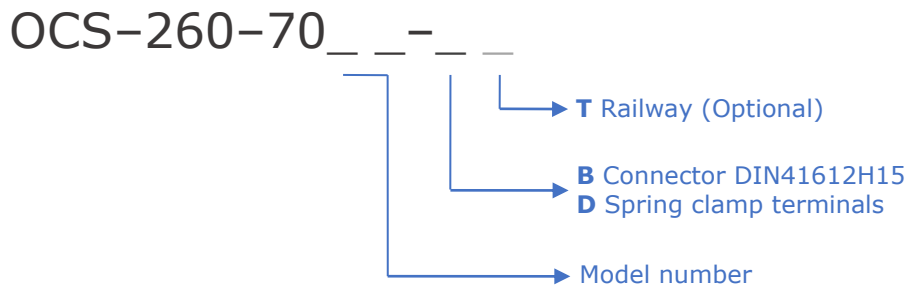 OCS–260–70_ _–_ _
T Railway (Optional)
B Connector DIN41612H15
D Spring clamp terminals
Model number